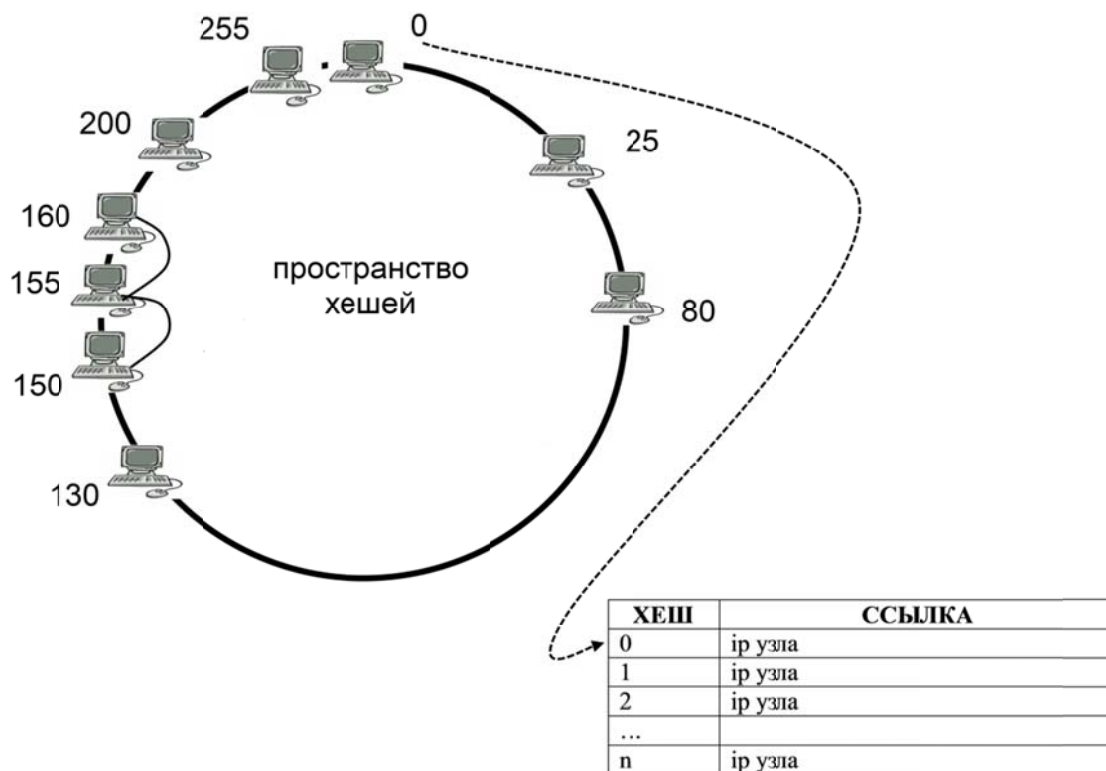 255
0
200
25
160
155
пространство
хешей
80
150
130
ХЕШ ССЫЛКА
0 ip узла
1 ip узла
2 ip узла
...
n ip узла